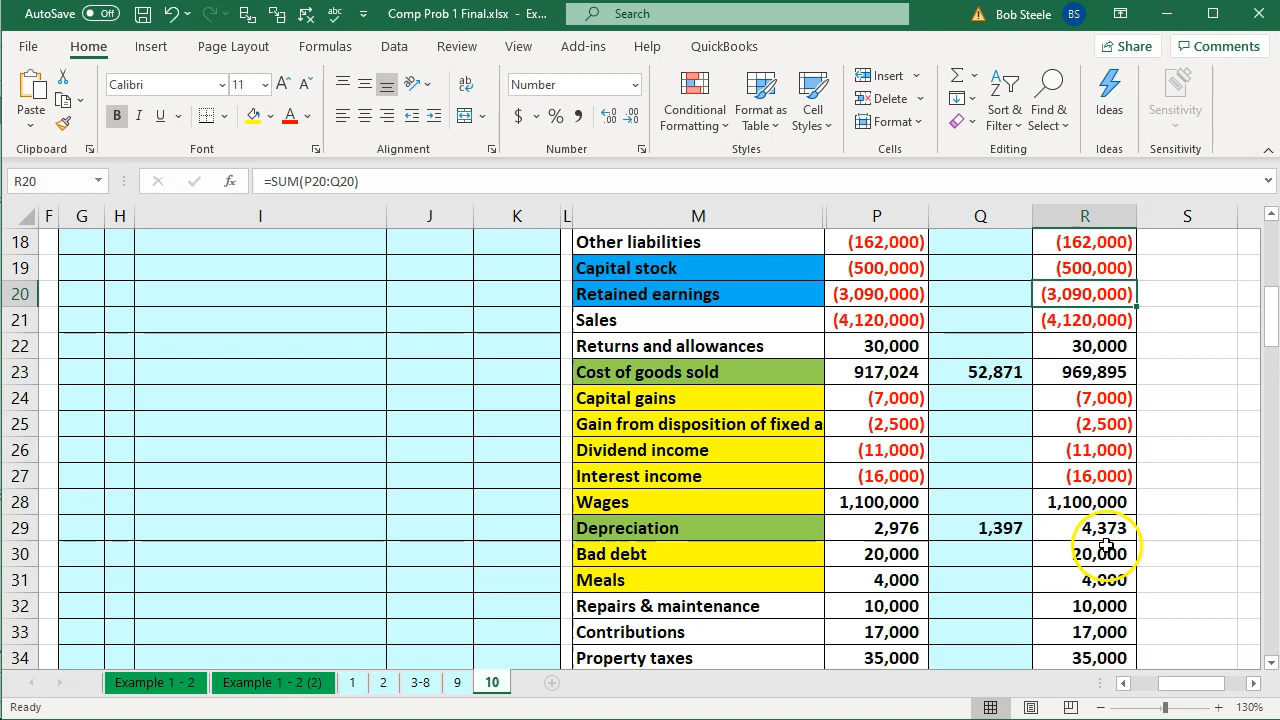 AutoSave Off Comp Prob 1 Final.xlsx - Ex... Search Bob Steele BS
File Home Insert Page Layout Formulas Data Review View Add-ins Help QuickBooks Share Comments
Paste Calibri 11 ab Number Conditional Formatting Format as Table Cell Styles Insert Delete Format Sort & Filter Find & Select Ideas Sensitivity
B I U A $ %
Clipboard Font Alignment Number Styles Cells Editing Ideas Sensitivity
R20 fx =SUM(P20:Q20)
F G H I J K L M P Q R S
18 Other liabilities (162,000) (162,000)
19 Capital stock (500,000) (500,000)
20 Retained earnings (3,090,000) (3,090,000)
21 Sales (4,120,000) (4,120,000)
22 Returns and allowances 30,000 30,000
23 Cost of goods sold 917,024 52,871 969,895
24 Capital gains (7,000) (7,000)
25 Gain from disposition of fixed a (2,500) (2,500)
26 Dividend income (11,000) (11,000)
27 Interest income (16,000) (16,000)
28 Wages 1,100,000 1,100,000
29 Depreciation 2,976 1,397 4,373
30 Bad debt 20,000 20,000
31 Meals 4,000 4,000
32 Repairs & maintenance 10,000 10,000
33 Contributions 17,000 17,000
34 Property taxes 35,000 35,000
Example 1 - 2 Example 1 - 2 (2) 1 2 3-8 9 10
Ready 130%